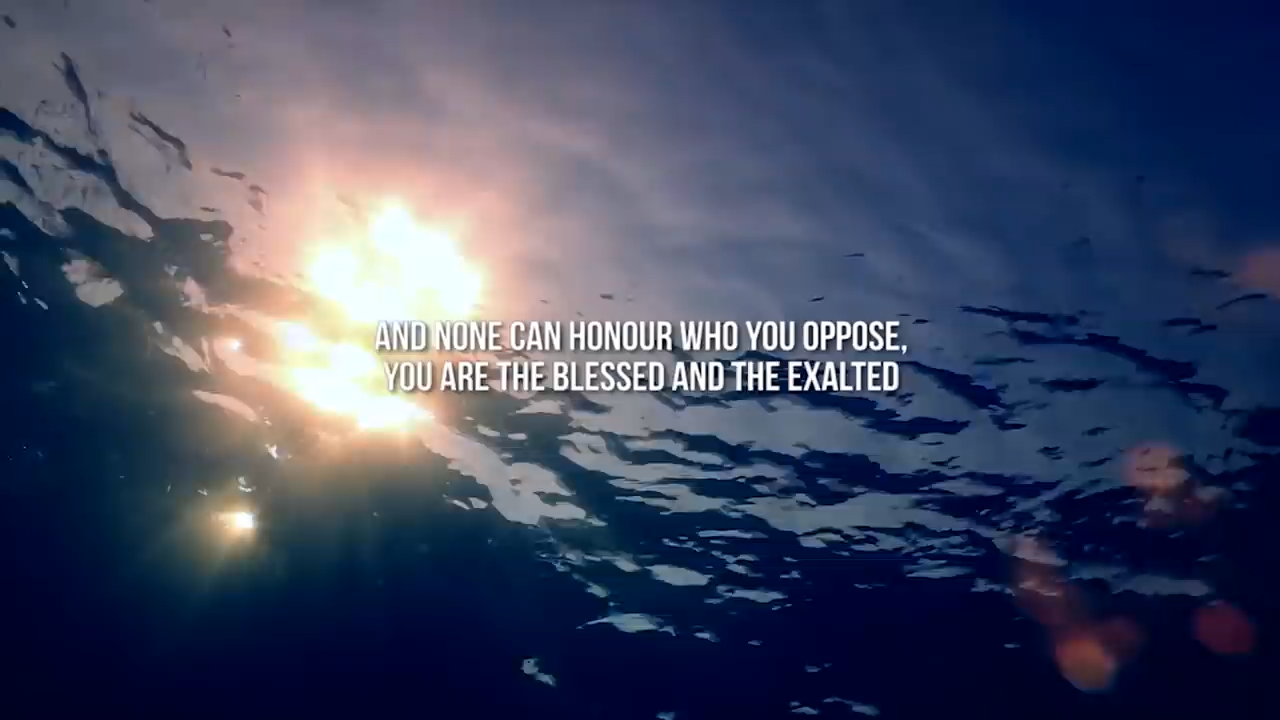 AND NONE CAN HONOUR WHO YOU OPPOSE,
YOU ARE THE BLESSED AND THE EXALTED